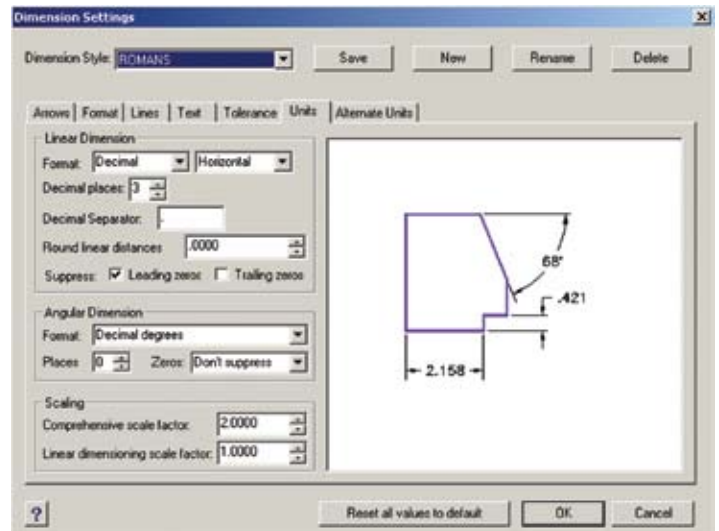 Dimension Settings
Dimension Style: ROMANS Save New Rename Delete
Arrows Format Lines Text Tolerance Units Alternate Units
Linear Dimension
Format: Decimal Horizontal
Decimal places: 3
Decimal Separator: .
Round linear distances .0000
Suppress: Leading zeros Trailing zeros
Angular Dimension
Format: Decimal degrees
Places 0 Zeros: Don't suppress
Scaling
Comprehensive scale factor: 2.0000
Linear dimensioning scale factor: 1.0000
68°
.421
2.158
? Reset all values to default OK Cancel